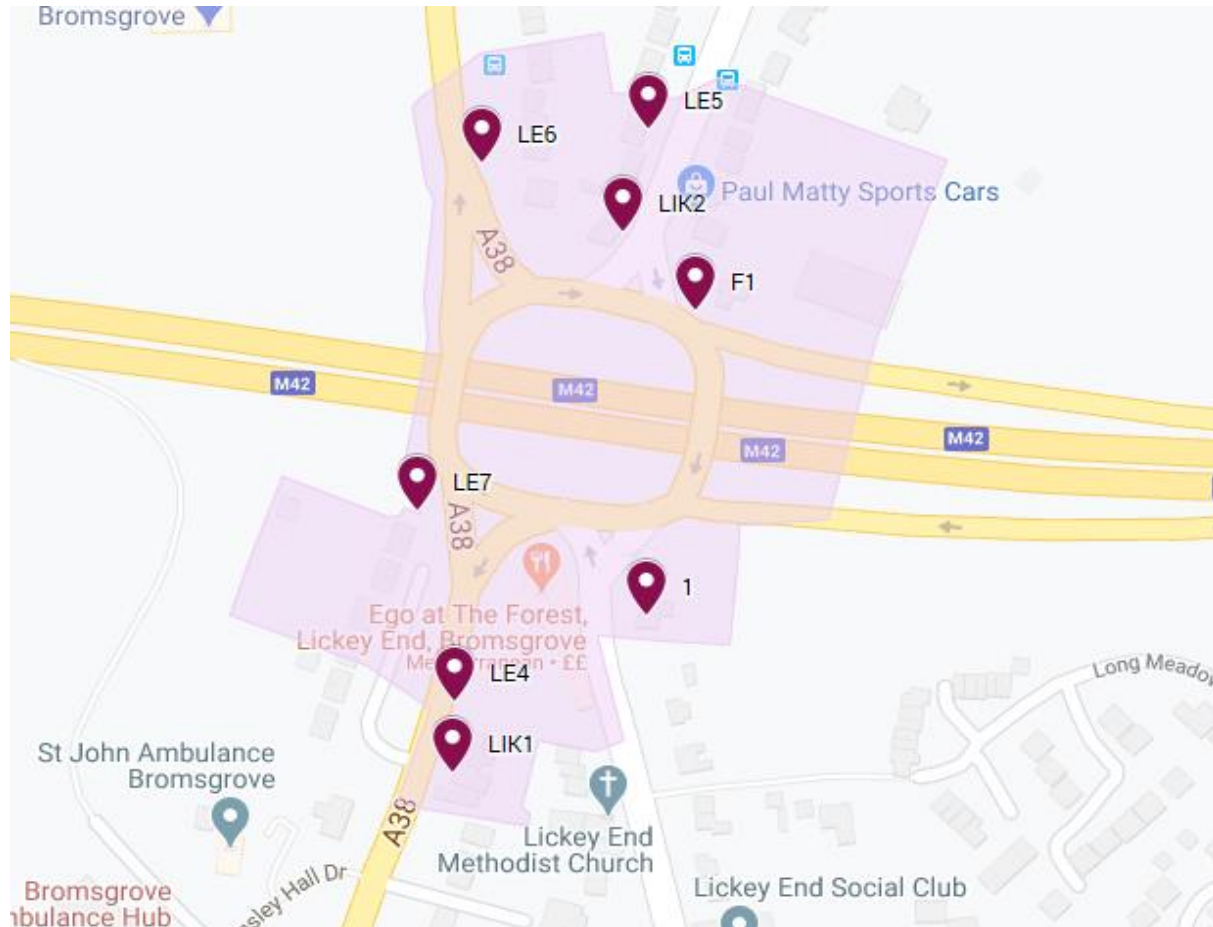 Bromsgrove
LE5
LE6
Paul Matty Sports Cars
LIK2
A38
F1
M42
M42
M42
M42
LE7
A38
1
Ego at The Forest,
Lickey End, Bromsgrove
££
LE4
Long Meadow
LIK1
St John Ambulance
Bromsgrove
A38
Lickey End
Methodist Church
Lickey End Social Club
sley Hall Dr
Bromsgrove
nbulance Hub